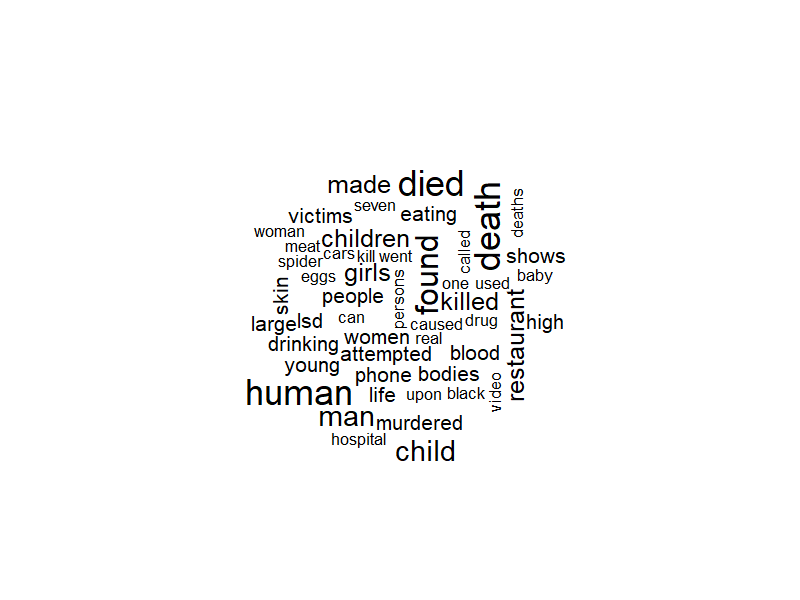 made died
seven
victims eating
death
deaths
woman
children
called
meat
cars kill went
found
shows
spider
girls
baby
eggs
persons
one used
skin
people
killed
large lsd can
caused drug
high
restaurant
drinking women real
attempted blood
young
phone bodies
human
life upon black
video
man murdered
hospital
child